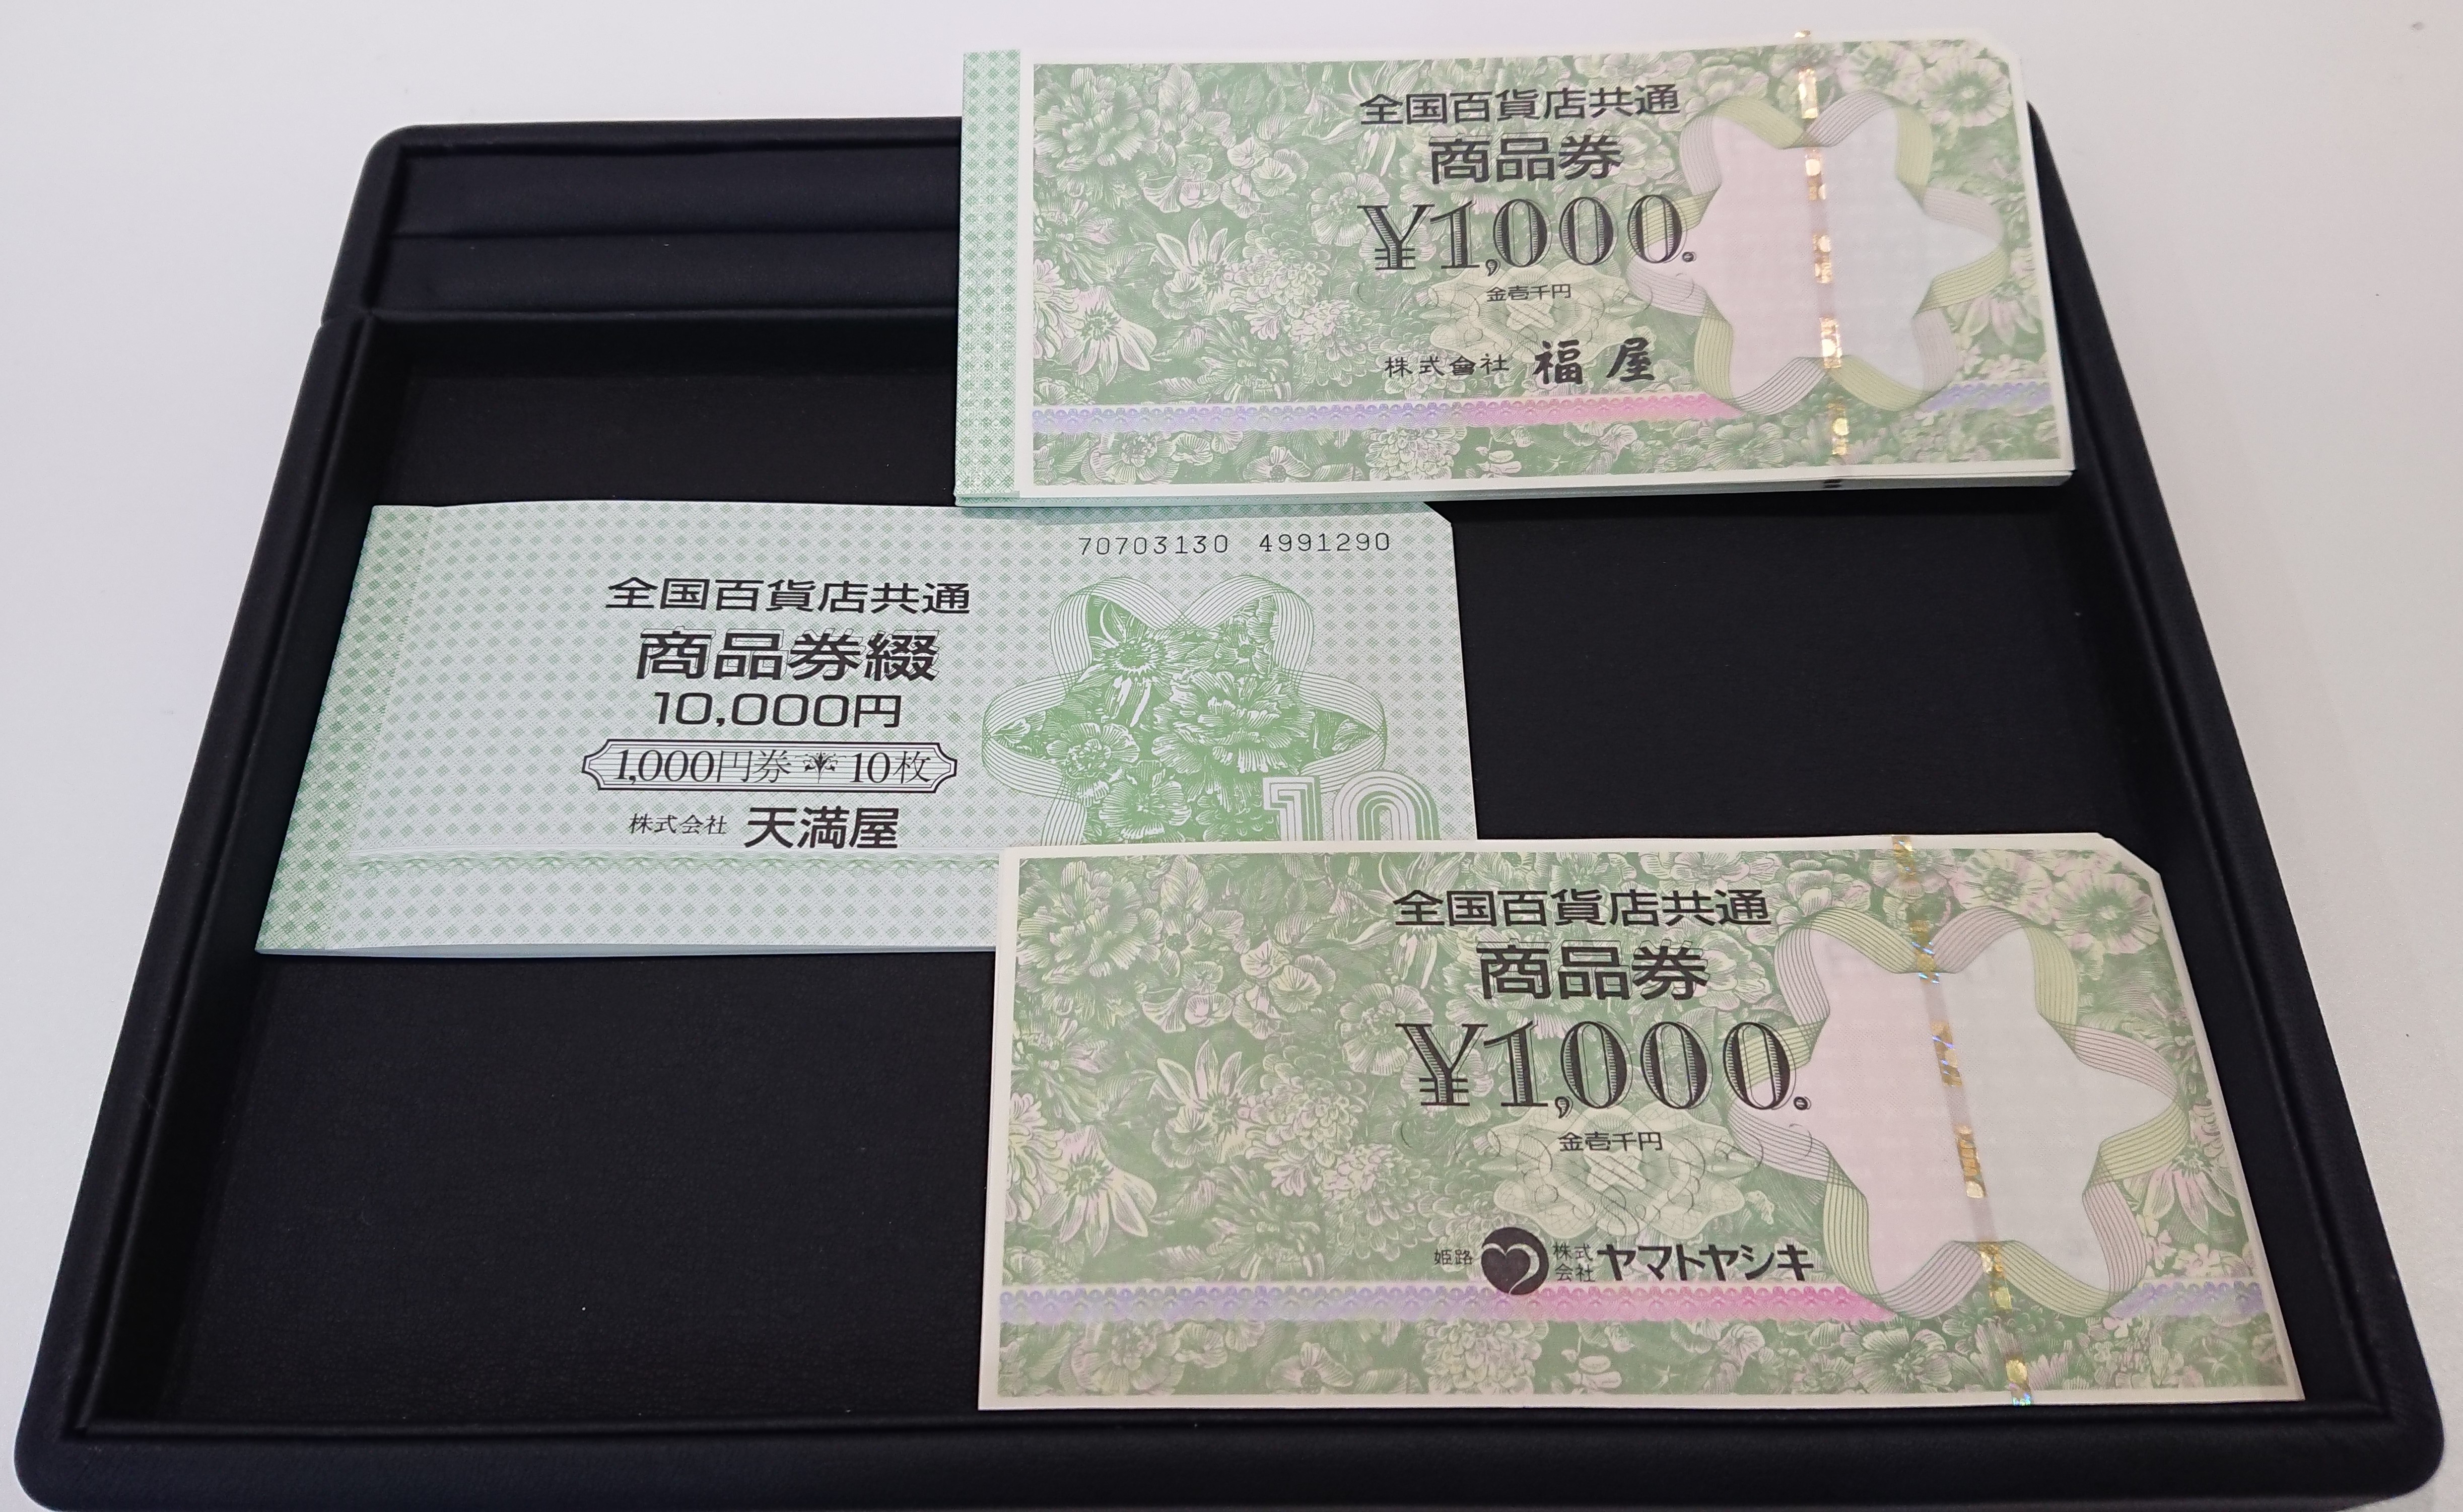 全国百貨店共通
商品券
¥1,000.
金壱千円
株式會社 福屋
70703130 4991290
全国百貨店共通
商品券綴
10,000円
1,000円券 10枚
株式会社 天満屋
10
全国百貨店共通
商品券
¥1,000.
金壱千円
姫路 株式会社 ヤマトヤシキ